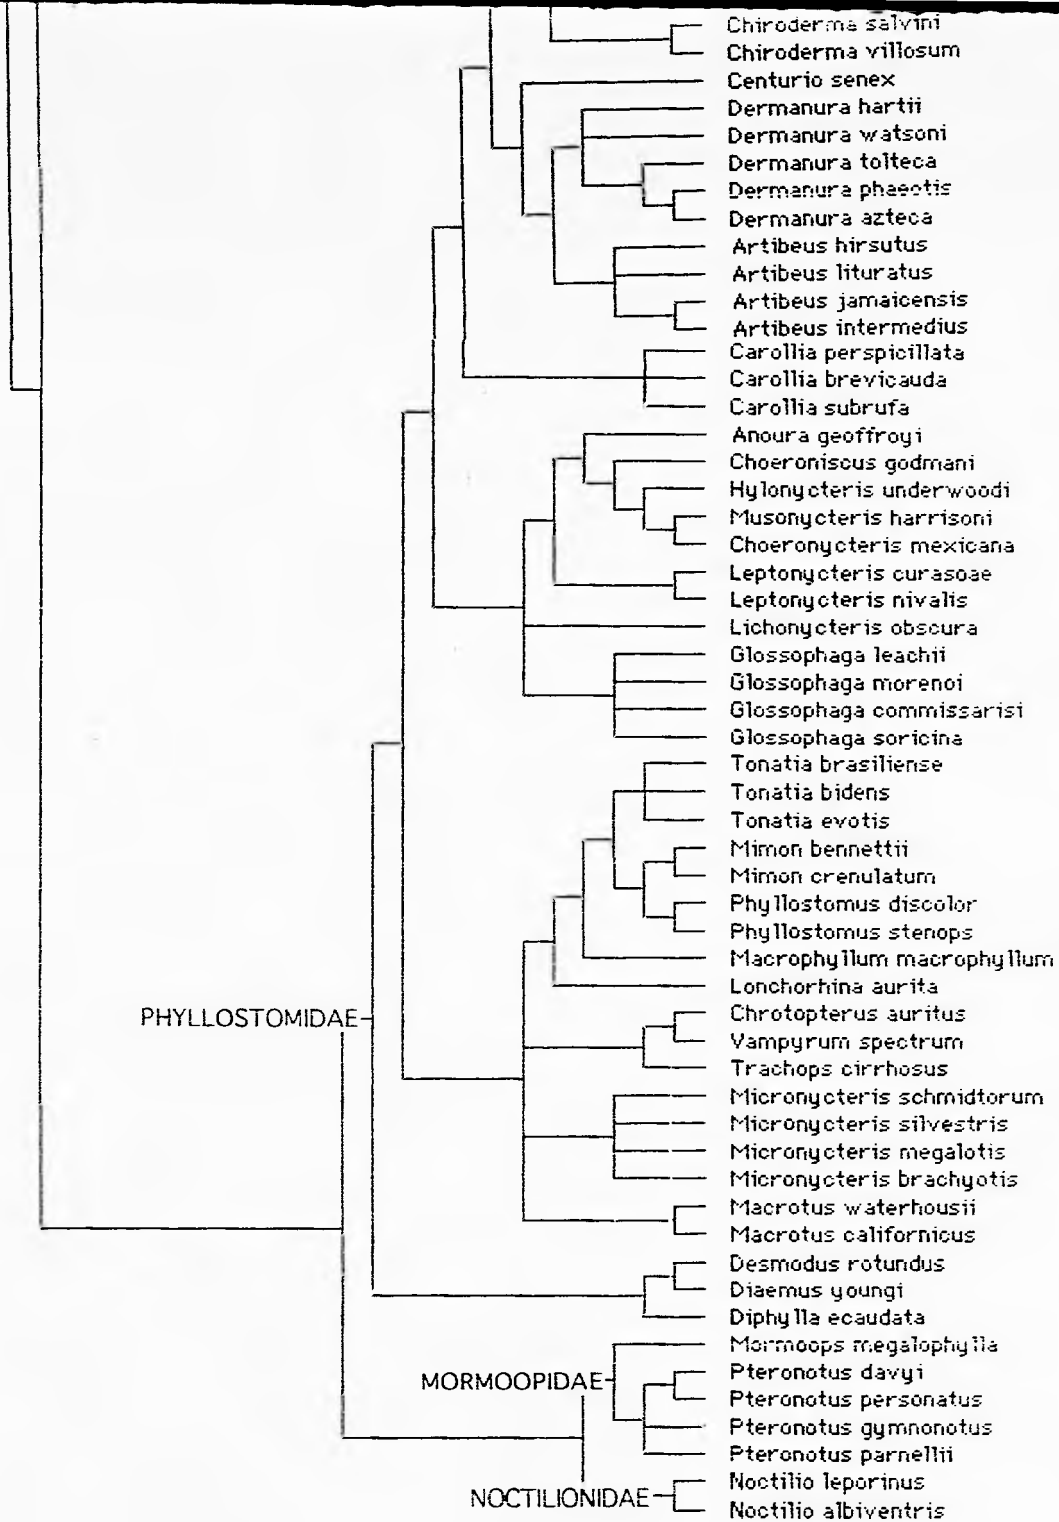 Chiroderma salvini
Chiroderma villosum
Centurio senex
Dermanura hartii
Dermanura watsoni
Dermanura tolteca
Dermanura phaeotis
Dermanura azteca
Artibeus hirsutus
Artibeus lituratus
Artibeus jamaicensis
Artibeus intermedius
Carollia perspicillata
Carollia brevicauda
Carollia subrufa
Anoura geoffroyi
Choeroniscus godmani
Hylonycteris underwoodi
Musonycteris harrisoni
Choeronycteris mexicana
Leptonycteris curasoae
Leptonycteris nivalis
Lichonycteris obscura
Glossophaga leachii
Glossophaga morenoi
Glossophaga commissarisi
Glossophaga soricina
Tonatia brasiliense
Tonatia bidens
Tonatia evotis
Mimon bennettii
Mimon crenulatum
Phyllostomus discolor
Phyllostomus stenops
Macrophyllum macrophyllum
Lonchorhina aurita
PHYLLOSTOMIDAE
Chrotopterus auritus
Vampyrum spectrum
Trachops cirrhosus
Micronycteris schmidtorum
Micronycteris silvestris
Micronycteris megalotis
Micronycteris brachyotis
Macrotus waterhousii
Macrotus californicus
Desmodus rotundus
Diaemus youngi
Diphylla ecaudata
Mormoops megalophylla
MORMOOPIDAE
Pteronotus davyi
Pteronotus personatus
Pteronotus gymnonotus
Pteronotus parnellii
Noctilio leporinus
NOCTILIONIDAE
Noctilio albiventris